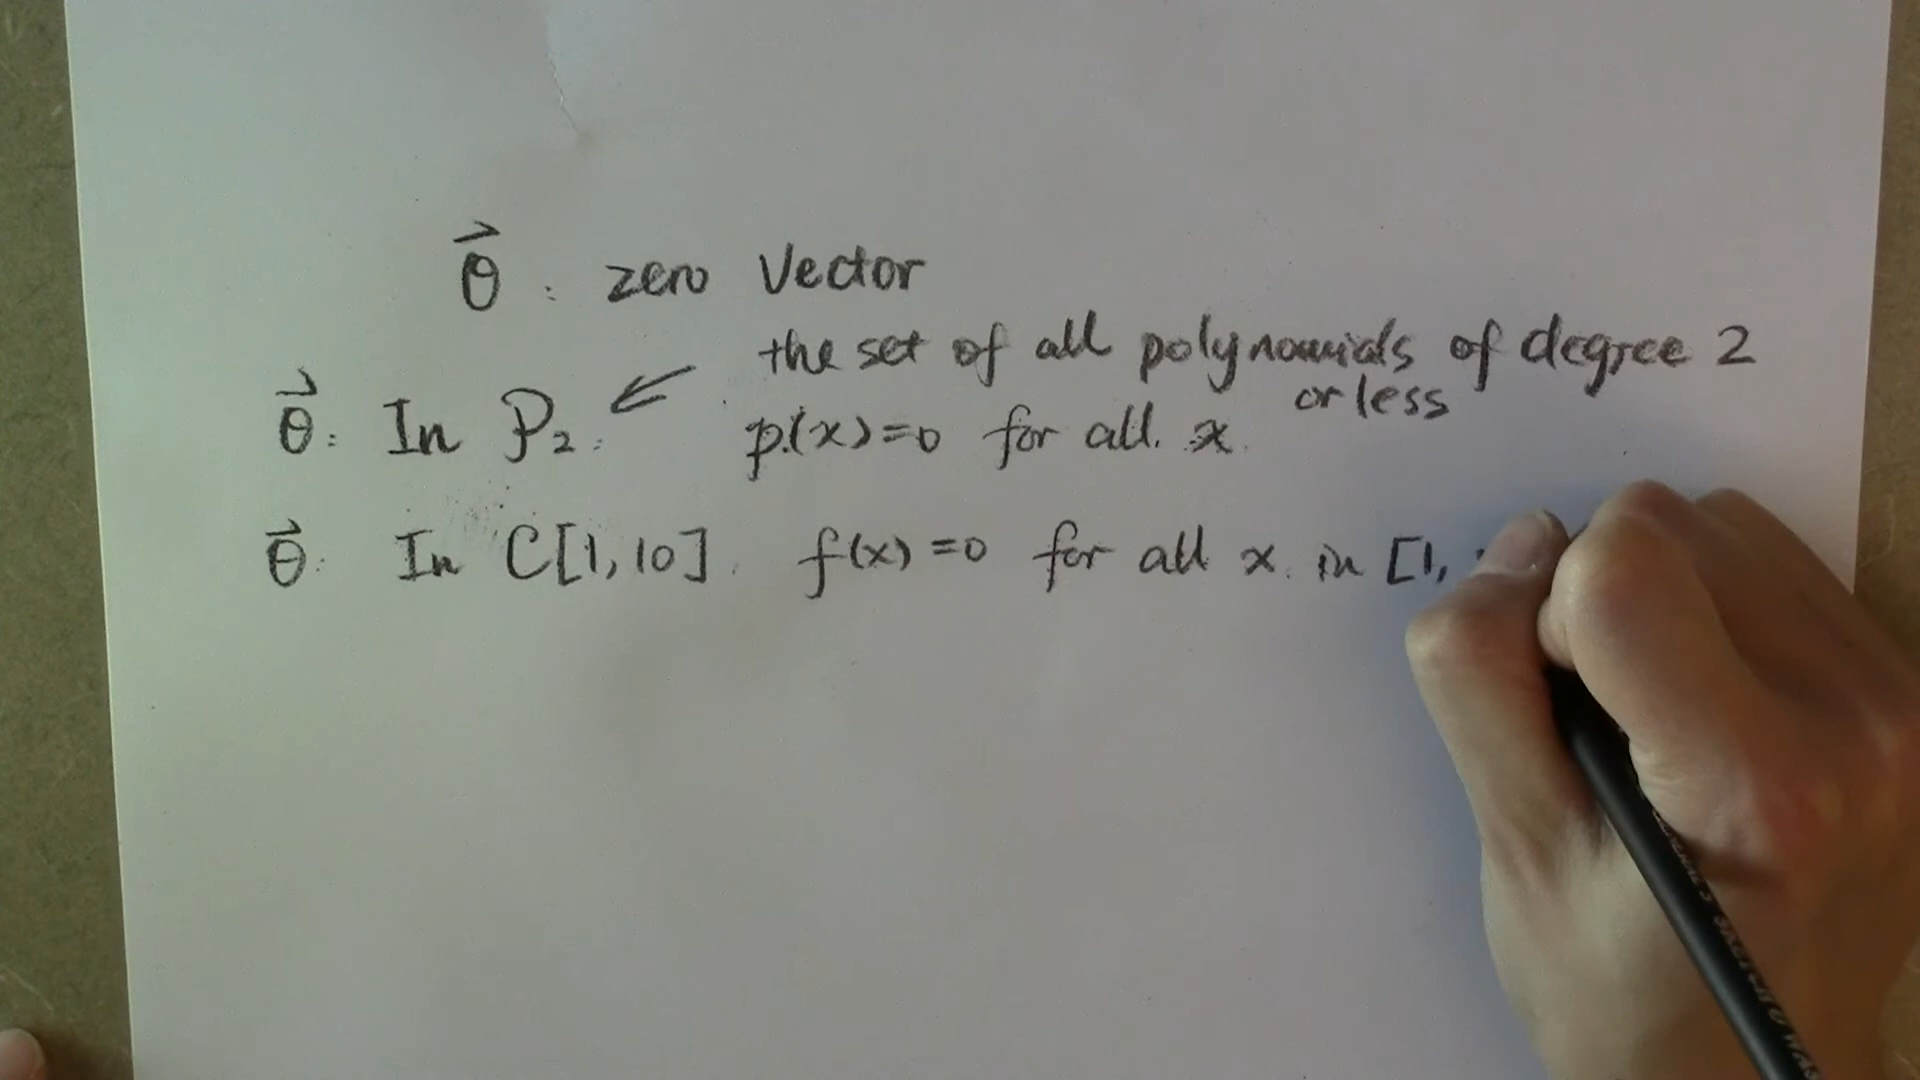 θ⃗ : zero Vector
the set of all polynomials of degree 2
or less
θ⃗ : In P₂ : p(x)=0 for all x.
θ⃗ : In C[1,10]. f(x)=0 for all x. in [1,